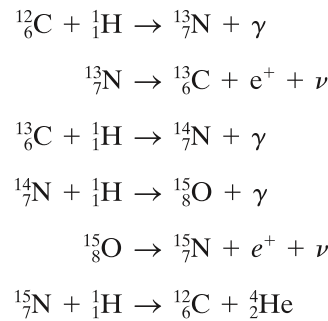 ¹²₆C + ¹₁H → ¹³₇N + γ
¹³₇N → ¹³₆C + e⁺ + ν
¹³₆C + ¹₁H → ¹⁴₇N + γ
¹⁴₇N + ¹₁H → ¹⁵₈O + γ
¹⁵₈O → ¹⁵₇N + e⁺ + ν
¹⁵₇N + ¹₁H → ¹²₆C + ⁴₂He